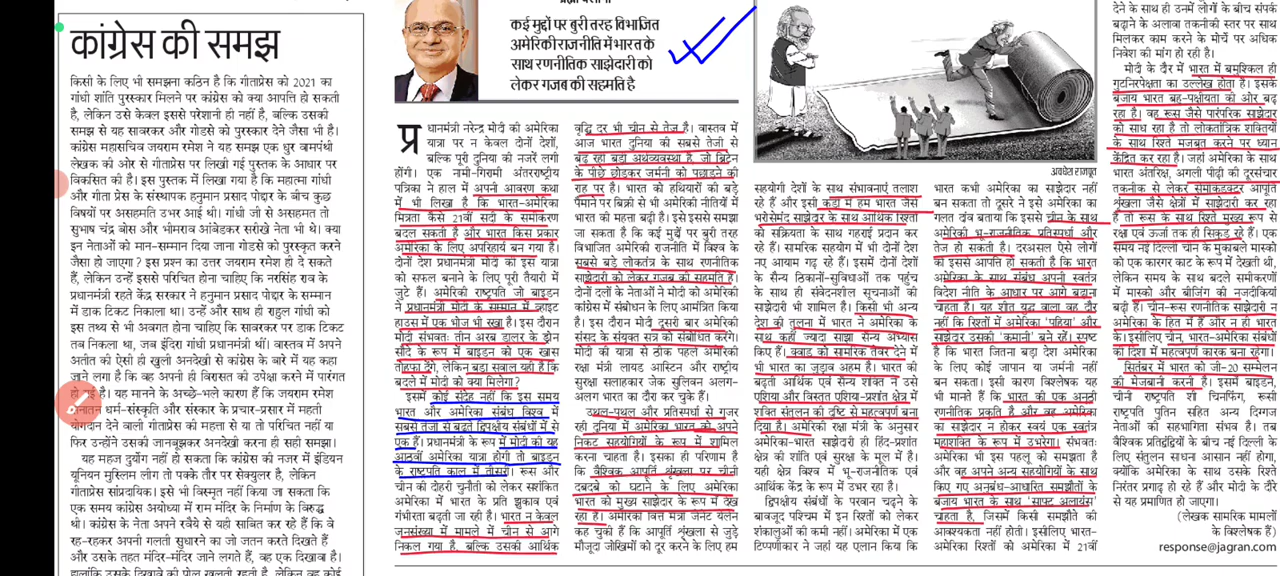 कांग्रेस की समझ
किसी के लिए भी समझना कठिन है कि गीताप्रेस को 2021 का
गांधी शांति पुरस्कार मिलने पर कांग्रेस को क्या आपत्ति हो सकती
है, लेकिन उसे केवल इससे परेशानी ही नहीं है, बल्कि उसकी
समझ से यह सावरकर और गोडसे को पुरस्कार देने जैसा भी है।
कांग्रेस महासचिव जयराम रमेश ने यह समझ एक धुर वामपंथी
लेखक की ओर से गीताप्रेस पर लिखी गई पुस्तक के आधार पर
विकसित की है। इस पुस्तक में लिखा गया है कि महात्मा गांधी
और गीता प्रेस के संस्थापक हनुमान प्रसाद पोद्दार के बीच कुछ
विषयों पर असहमति उभर आई थी। गांधी जी से असहमत तो
सुभाष चंद्र बोस और भीमराव आंबेडकर सरीखे नेता भी थे। क्या
इन नेताओं को मान-सम्मान दिया जाना गोडसे को पुरस्कृत करने
जैसा हो जाएगा? इस प्रश्न का उत्तर जयराम रमेश ही दे सकते
हैं, लेकिन उन्हें इससे परिचित होना चाहिए कि नरसिंह राव के
प्रधानमंत्री रहते केंद्र सरकार ने हनुमान प्रसाद पोद्दार के सम्मान
में डाक टिकट निकाला था। उन्हें और साथ ही राहुल गांधी को
इस तथ्य से भी अवगत होना चाहिए कि सावरकर पर डाक टिकट
तब निकला था, जब इंदिरा गांधी प्रधानमंत्री थीं। वास्तव में अपने
अतीत की ऐसी ही खुली अनदेखी से कांग्रेस के बारे में यह कहा
जाने लगा है कि वह अपनी ही विरासत की उपेक्षा करने में पारंगत
हो गई है। यह मानने के अच्छे-भले कारण हैं कि जयराम रमेश
सनातन धर्म-संस्कृति और संस्कार के प्रचार-प्रसार में महती
योगदान देने वाली गीताप्रेस की महत्ता से या तो परिचित नहीं या
फिर उन्होंने उसकी जानबूझकर अनदेखी करना ही सही समझा।
यह महज दुर्योग नहीं हो सकता कि कांग्रेस की नजर में इंडियन
यूनियन मुस्लिम लीग तो पक्के तौर पर सेक्युलर है, लेकिन
गीताप्रेस सांप्रदायिक। इसे भी विस्मृत नहीं किया जा सकता कि
एक समय कांग्रेस अयोध्या में राम मंदिर के निर्माण के विरुद्ध
थी। कांग्रेस के नेता अपने रवैये से यही साबित कर रहे हैं कि वे
रह-रहकर अपनी गलती सुधारने का जो जतन करते दिखते हैं
और उसके तहत मंदिर-मंदिर जाने लगते हैं, वह एक दिखावा है।
कई मुद्दों पर बुरी तरह विभाजित
अमेरिकी राजनीति में भारत के
साथ रणनीतिक साझेदारी को
लेकर गजब की सहमति है
प्रधानमंत्री नरेन्द्र मोदी की अमेरिका
यात्रा पर न केवल दोनों देशों,
बल्कि पूरी दुनिया की नजरें लगी
होंगी। एक नामी-गिरामी अंतरराष्ट्रीय
पत्रिका ने हाल में अपनी आवरण कथा
में भी लिखा है कि भारत-अमेरिका
मित्रता कैसे 21वीं सदी के समीकरण
बदल सकती है और भारत किस प्रकार
अमेरिका के लिए अपरिहार्य बन गया है।
दोनों देश प्रधानमंत्री मोदी की इस यात्रा
को सफल बनाने के लिए पूरी तैयारी में
जुटे हैं। अमेरिकी राष्ट्रपति जो बाइडन
ने प्रधानमंत्री मोदी के सम्मान में व्हाइट
हाउस में एक भोज भी रखा है। इस दौरान
मोदी संभवतः तीन अरब डालर के ड्रोन
सौदे के रूप में बाइडन को एक खास
तोहफा देंगे, लेकिन बड़ा सवाल यही है कि
बदले में मोदी को क्या मिलेगा?
इसमें कोई संदेह नहीं कि इस समय
भारत और अमेरिका संबंध विश्व में
सबसे तेजी से बढ़ते द्विपक्षीय संबंधों में से
एक हैं। प्रधानमंत्री के रूप में मोदी की यह
आठवीं अमेरिका यात्रा होगी तो बाइडन
के राष्ट्रपति काल में तीसरी। रूस और
चीन की दोहरी चुनौती को लेकर सशंकित
अमेरिका में भारत के प्रति झुकाव एवं
गंभीरता बढ़ती जा रही है। भारत न केवल
जनसंख्या में मामले में चीन से आगे
निकल गया है, बल्कि उसकी आर्थिक
वृद्धि दर भी चीन से तेज है। वास्तव में
आज भारत दुनिया की सबसे तेजी से
बढ़ रही बड़ी अर्थव्यवस्था है, जो ब्रिटेन
के पीछे छोड़कर जर्मनी को पछाड़ने की
राह पर है। भारत को हथियारों की बड़े
पैमाने पर बिक्री से भी अमेरिकी नीतियों में
भारत की महत्ता बढ़ी है। इसे इससे समझा
जा सकता है कि कई मुद्दों पर बुरी तरह
विभाजित अमेरिकी राजनीति में विश्व के
सबसे बड़े लोकतंत्र के साथ रणनीतिक
साझेदारी को लेकर गजब की सहमति है।
दोनों दलों के नेताओं ने मोदी को अमेरिकी
कांग्रेस में संबोधन के लिए आमंत्रित किया
है। इस दौरान मोदी दूसरी बार अमेरिकी
संसद के संयुक्त सत्र को संबोधित करेंगे।
मोदी की यात्रा से ठीक पहले अमेरिकी
रक्षा मंत्री लायड आस्टिन और राष्ट्रीय
सुरक्षा सलाहकार जेक सुलिवन अलग-
अलग भारत का दौरा कर चुके हैं।
उथल-पुथल और प्रतिस्पर्धा से गुजर
रही दुनिया में अमेरिका भारत को अपने
निकट सहयोगियों के रूप में शामिल
करना चाहता है। इसका ही परिणाम है
कि वैश्विक आपूर्ति शृंखला पर चीनी
दबदबे को घटाने के लिए अमेरिका
भारत को मुख्य साझेदार के रूप में देख
रहा है। अमेरिकी वित्त मंत्री जेनेट येलेन
कह चुकी हैं कि आपूर्ति शृंखला से जुड़े
मौजूदा जोखिमों को दूर करने के लिए हम
अवधेश राजपूत
सहयोगी देशों के साथ संभावनाएं तलाश
रहे हैं और इसी कड़ी में हम भारत जैसे
भरोसेमंद साझेदार के साथ आर्थिक रिश्तों
को सक्रियता के साथ गहराई प्रदान कर
रहे हैं। सामरिक सहयोग में भी दोनों देश
नए आयाम गढ़ रहे हैं। इसमें दोनों देशों
के सैन्य ठिकानों-सुविधाओं तक पहुंच
के साथ ही संवेदनशील सूचनाओं की
साझेदारी भी शामिल है। किसी भी अन्य
देश की तुलना में भारत ने अमेरिका के
साथ कहीं ज्यादा साझा सैन्य अभ्यास
किए हैं। क्वाड को सामरिक तेवर देने में
भी भारत का जुड़ाव अहम है। भारत की
बढ़ती आर्थिक एवं सैन्य शक्ति ने उसे
एशिया और विस्तृत एशिया-प्रशांत क्षेत्र में
शक्ति संतुलन की दृष्टि से महत्वपूर्ण बना
दिया है। अमेरिकी रक्षा मंत्री के अनुसार
अमेरिका-भारत साझेदारी ही हिंद-प्रशांत
क्षेत्र की शांति एवं सुरक्षा के मूल में है।
यही क्षेत्र विश्व में भू-राजनीतिक एवं
आर्थिक केंद्र के रूप में उभर रहा है।
द्विपक्षीय संबंधों के परवान चढ़ने के
बावजूद पश्चिम में इन रिश्तों को लेकर
शंकालुओं की कमी नहीं। अमेरिका में एक
टिप्पणीकार ने जहां यह एलान किया कि
भारत कभी अमेरिका का साझेदार नहीं
बन सकता तो दूसरे ने इसे अमेरिका का
गलत दांव बताया कि इससे चीन के साथ
अमेरिकी भू-राजनीतिक प्रतिस्पर्धा और
तेज हो सकती है। दरअसल ऐसे लोगों
को इससे आपत्ति हो सकती है कि भारत
अमेरिका के साथ संबंध अपनी स्वतंत्र
विदेश नीति के आधार पर आगे बढ़ाना
चाहता है। यह शीत युद्ध वाला वह दौर
नहीं कि रिश्तों में अमेरिका 'पहिया' और
साझेदार उसकी 'कमानी' बने रहें। स्पष्ट
है कि भारत जितना बड़ा देश अमेरिका
के लिए कोई जापान या जर्मनी नहीं
बन सकता। इसी कारण विश्लेषक यह
भी मानते हैं कि भारत की एक अनूठी
रणनीतिक प्रकृति है और वह अमेरिका
का साझेदार न होकर स्वयं एक स्वतंत्र
महाशक्ति के रूप में उभरेगा। संभवतः
अमेरिका भी इस पहलू को समझता है
और वह अपने अन्य सहयोगियों के साथ
किए गए अनुबंध-आधारित समझौतों के
बजाय भारत के साथ 'साफ्ट अलायंस'
चाहता है, जिसमें किसी समझौते की
आवश्यकता नहीं होती। इसीलिए भारत-
अमेरिका रिश्तों को अमेरिका में 21वीं
देने के साथ ही उनमें लोगों के बीच संपर्क
बढ़ाने के अलावा तकनीकी स्तर पर साथ
मिलकर काम करने के मोर्चे पर अधिक
निवेश की मांग हो रही है।
मोदी के दौर में भारत में बमुश्किल ही
गुटनिरपेक्षता का उल्लेख होता है। इसके
बजाय भारत बहु-पक्षीयता की ओर बढ़
रहा है। वह रूस जैसे पारंपरिक साझेदार
को साध रहा है तो लोकतांत्रिक शक्तियों
के साथ रिश्ते मजबूत करने पर ध्यान
केंद्रित कर रहा है। जहां अमेरिका के साथ
भारत अंतरिक्ष, अगली पीढ़ी की दूरसंचार
तकनीक से लेकर सेमीकंडक्टर आपूर्ति
शृंखला जैसे क्षेत्रों में साझेदारी कर रहा
है तो रूस के साथ रिश्ते मुख्य रूप से
रक्षा एवं ऊर्जा तक ही सिकुड़ रहे हैं। एक
समय नई दिल्ली चीन के मुकाबले मास्को
को एक कारगर काट के रूप में देखती थी,
लेकिन समय के साथ बदले समीकरणों
में मास्को और बीजिंग की नजदीकियां
बढ़ी हैं। चीन-रूस रणनीतिक साझेदारी न
अमेरिका के हित में है और न ही भारत
के। इसीलिए चीन, भारत-अमेरिका संबंधों
की दिशा में महत्वपूर्ण कारक बना रहेगा।
सितंबर में भारत को जी-20 सम्मेलन
की मेजबानी करनी है। इसमें बाइडन,
चीनी राष्ट्रपति शी चिनफिंग, रूसी
राष्ट्रपति पुतिन सहित अन्य दिग्गज
नेताओं की सहभागिता संभव है। तब
वैश्विक प्रतिद्वंद्वियों के बीच नई दिल्ली के
लिए संतुलन साधना आसान नहीं होगा,
क्योंकि अमेरिका के साथ उसके रिश्ते
निरंतर प्रगाढ़ हो रहे हैं और मोदी के दौरे
से यह प्रमाणित हो जाएगा।
(लेखक सामरिक मामलों
के विशेषज्ञ हैं)
response@jagran.com